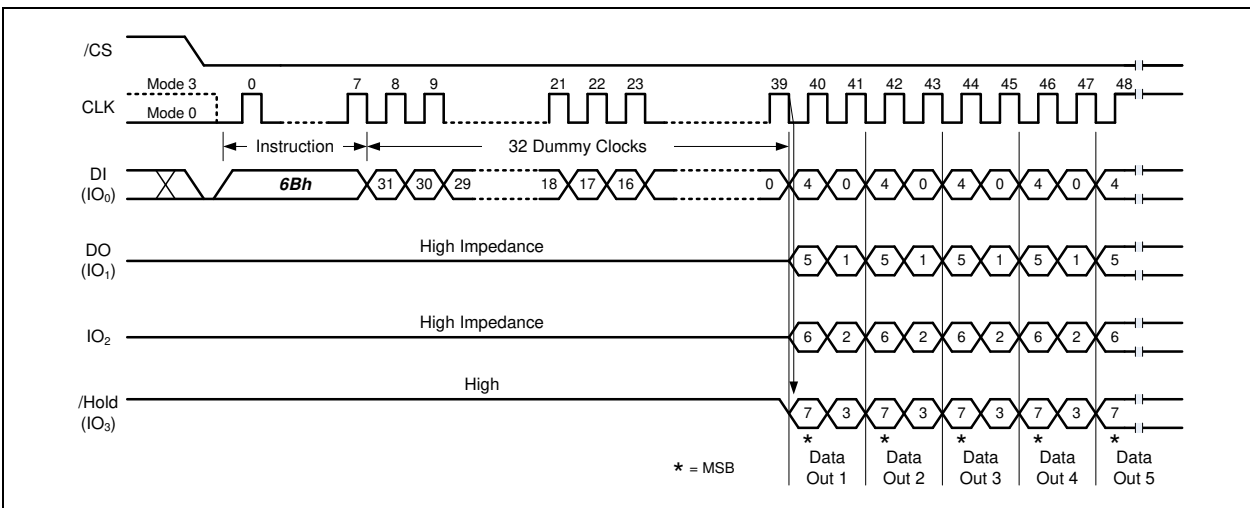 /CS
Mode 3 0 7 8 9 21 22 23 39 40 41 42 43 44 45 46 47 48
CLK
Mode 0
Instruction 32 Dummy Clocks
DI
(IO₀)
6Bh 31 30 29 18 17 16 0 4 0 4 0 4 0 4 0 4
High Impedance
DO
(IO₁)
5 1 5 1 5 1 5 1 5
High Impedance
IO₂
6 2 6 2 6 2 6 2 6
High
/Hold
(IO₃)
7 3 7 3 7 3 7 3 7
* * * * *
* = MSB
Data Data Data Data Data
Out 1 Out 2 Out 3 Out 4 Out 5